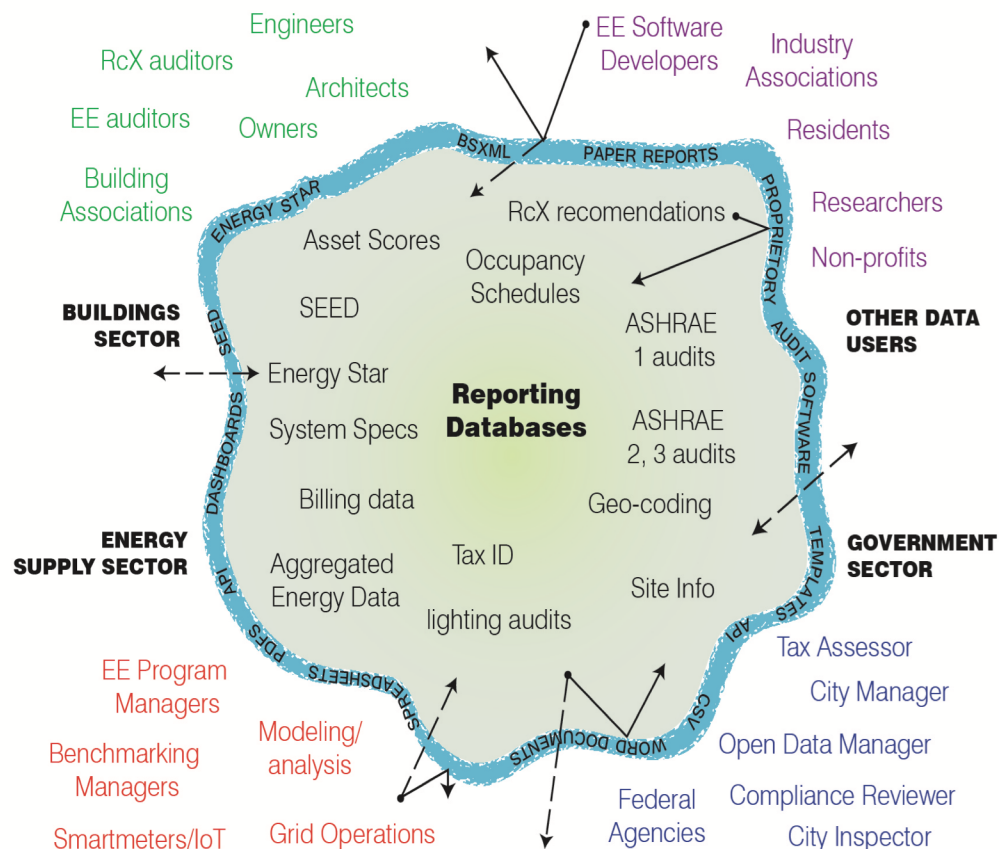 Engineers
RcX auditors
Architects
EE auditors
Owners
Building
Associations
EE Software
Developers
Industry
Associations
Residents
Researchers
Non-profits
BUILDINGS
SECTOR
OTHER DATA
USERS
ENERGY
SUPPLY SECTOR
GOVERNMENT
SECTOR
ENERGY STAR
BSXML
PAPER REPORTS
PROPRIETORY AUDIT SOFTWARE
TEMPLATES
API
CSV
WORD DOCUMENTS
SPREADSHEETS
PDFS
API
DASHBOARDS
SEED
RcX recomendations
Asset Scores
Occupancy
Schedules
SEED
ASHRAE
1 audits
Energy Star
Reporting
Databases
System Specs
ASHRAE
2, 3 audits
Billing data
Geo-coding
Tax ID
Aggregated
Energy Data
Site Info
lighting audits
EE Program
Managers
Modeling/
analysis
Benchmarking
Managers
Smartmeters/IoT
Grid Operations
Tax Assessor
City Manager
Open Data Manager
Federal
Agencies
Compliance Reviewer
City Inspector